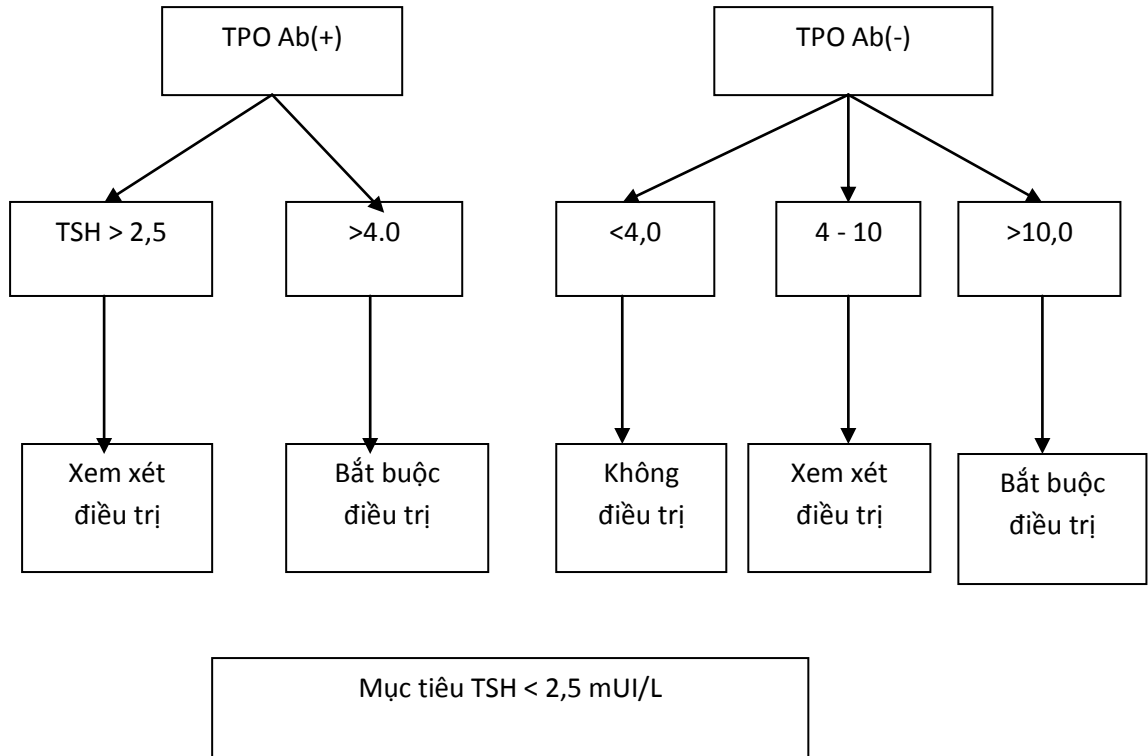 TPO Ab(+)
TPO Ab(-)
TSH > 2,5
>4.0
<4,0
4 - 10
>10,0
Xem xét
điều trị
Bắt buộc
điều trị
Không
điều trị
Xem xét
điều trị
Bắt buộc
điều trị
Mục tiêu TSH < 2,5 mUI/L